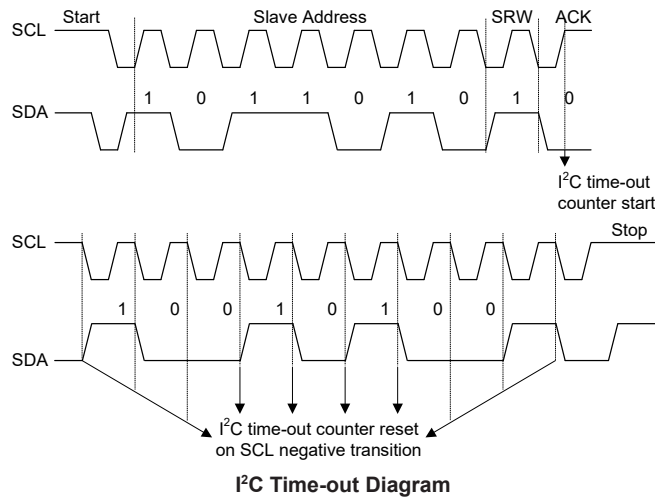 Start Slave Address SRW ACK
SCL
1 0 1 1 0 1 0 1 0
SDA
I²C time-out
counter start
SCL Stop
1 0 0 1 0 1 0 0
SDA
I²C time-out counter reset
on SCL negative transition
I²C Time-out Diagram